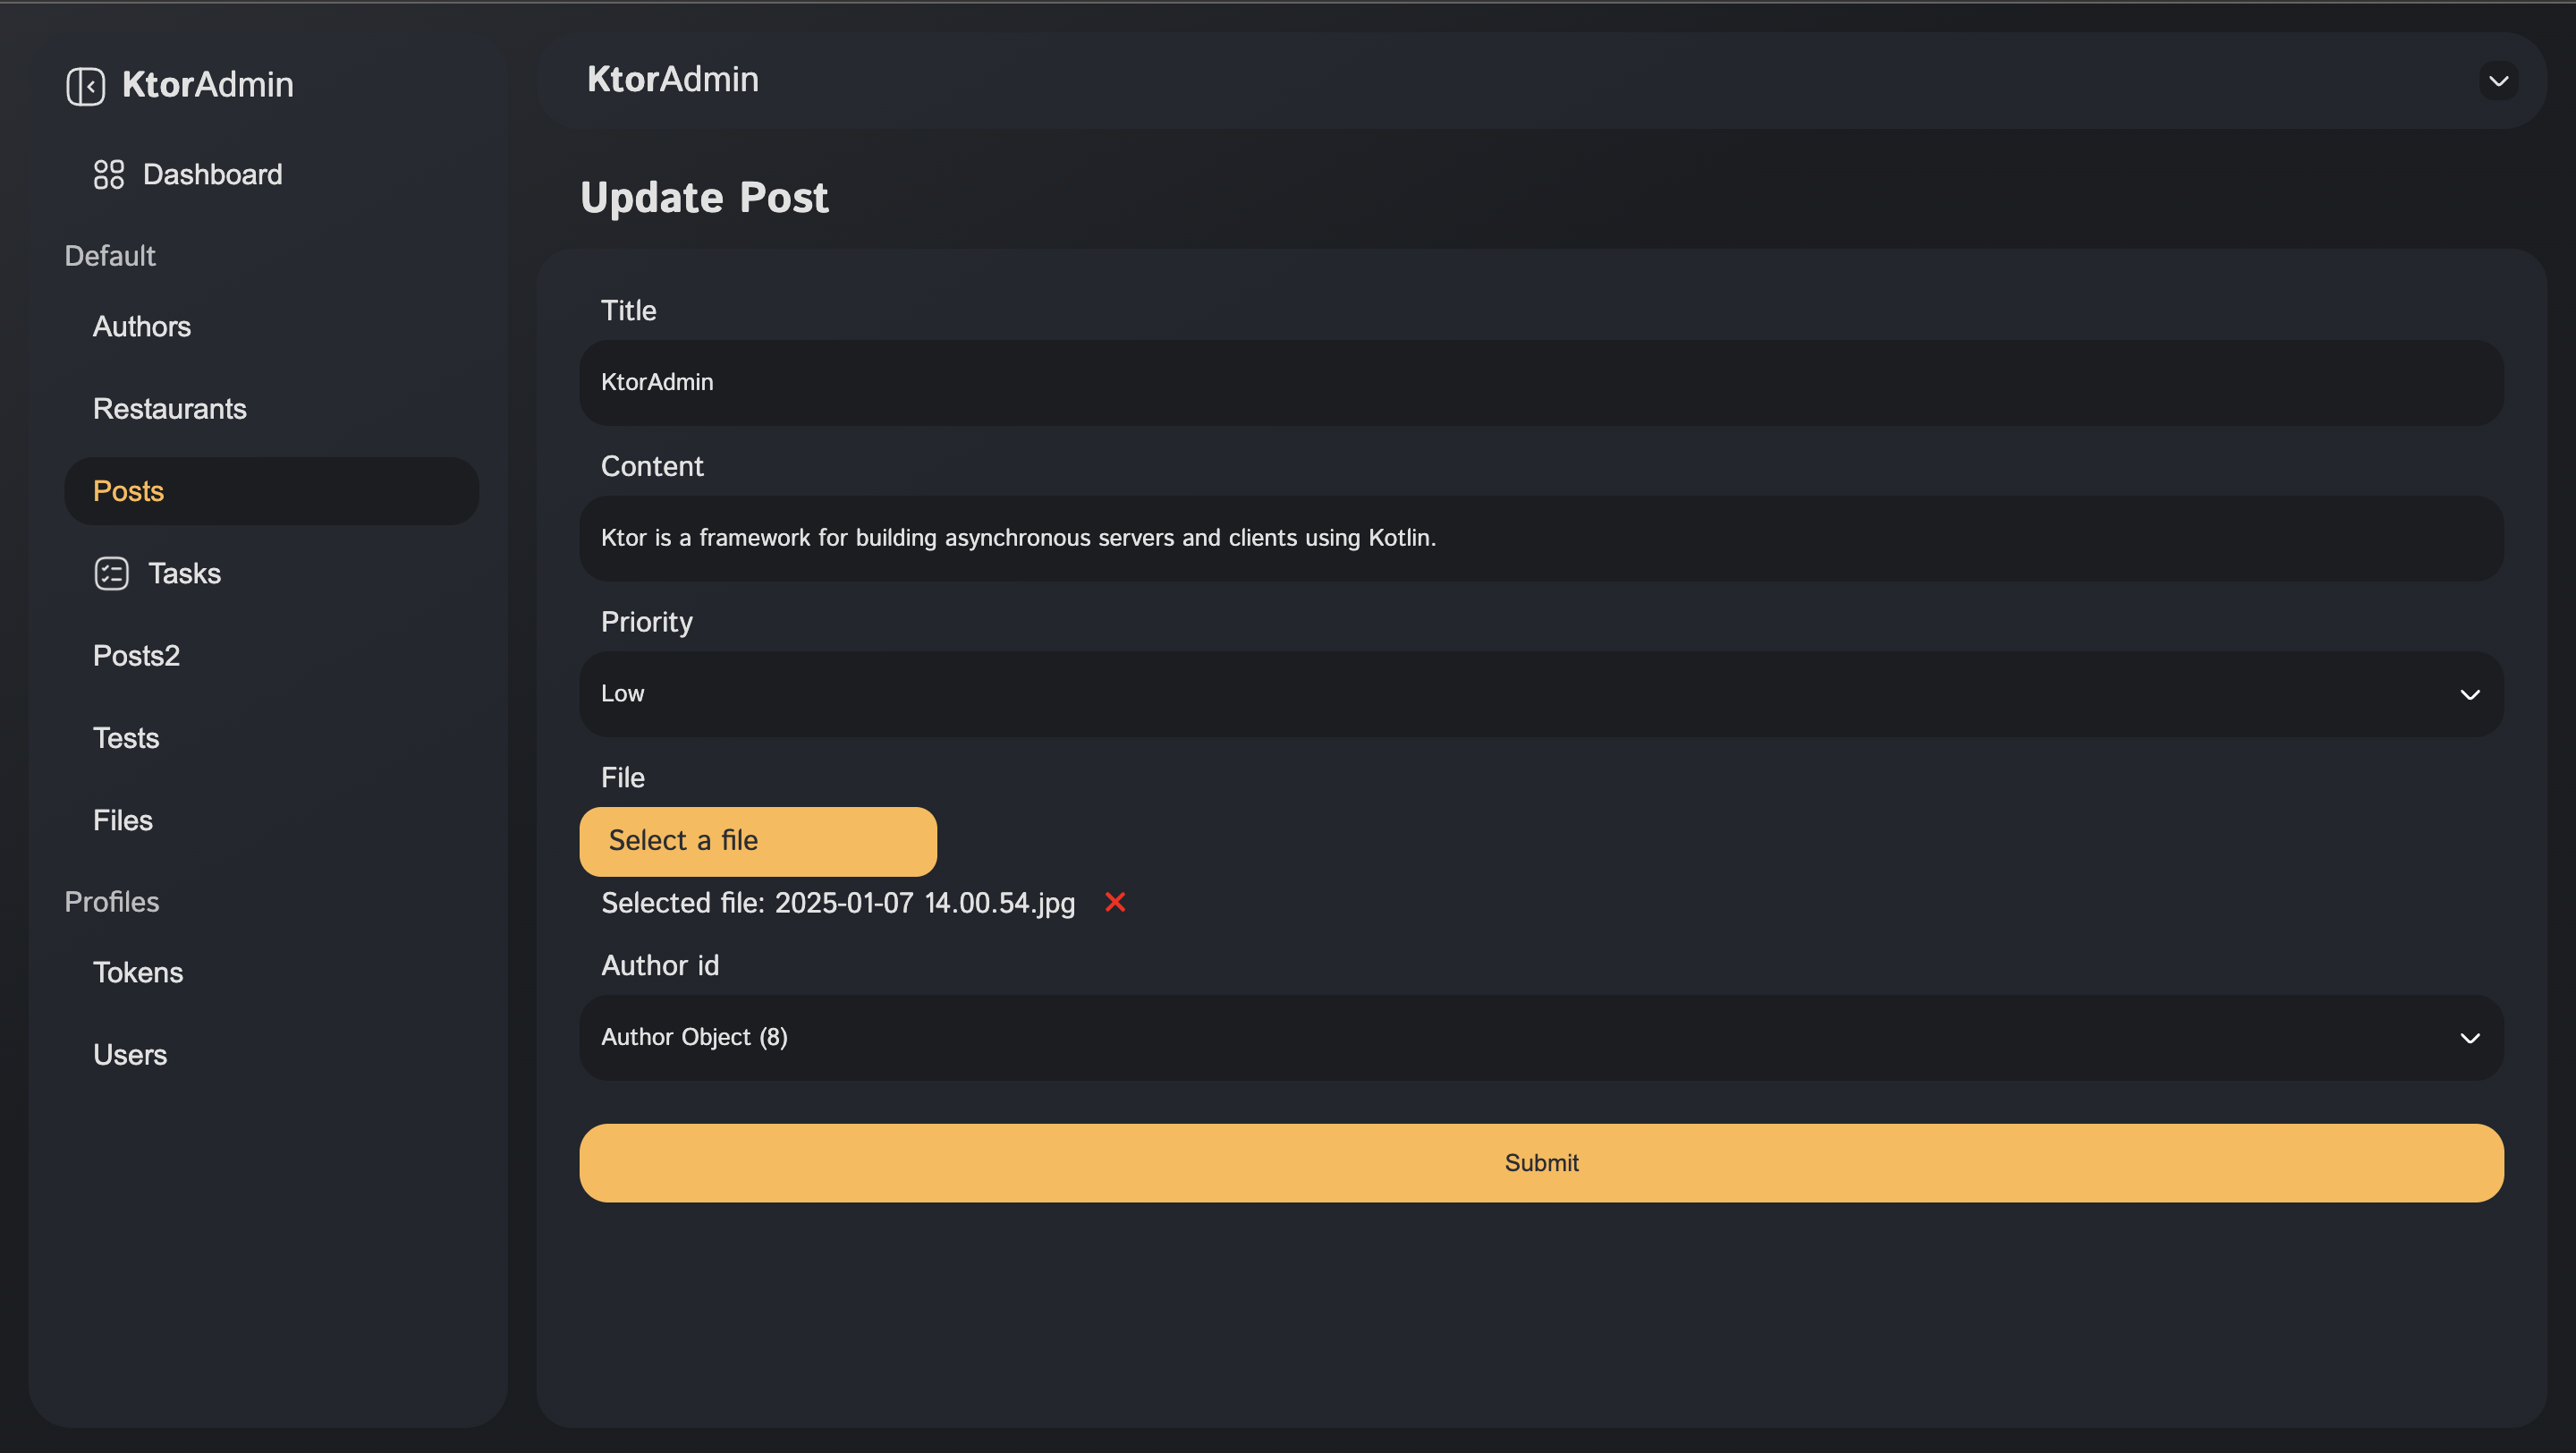 KtorAdmin
Dashboard
Default
Authors
Restaurants
Posts
Tasks
Posts2
Tests
Files
Profiles
Tokens
Users
KtorAdmin
Update Post
Title
KtorAdmin
Content
Ktor is a framework for building asynchronous servers and clients using Kotlin.
Priority
Low
File
Select a file
Selected file: 2025-01-07 14.00.54.jpg
Author id
Author Object (8)
Submit